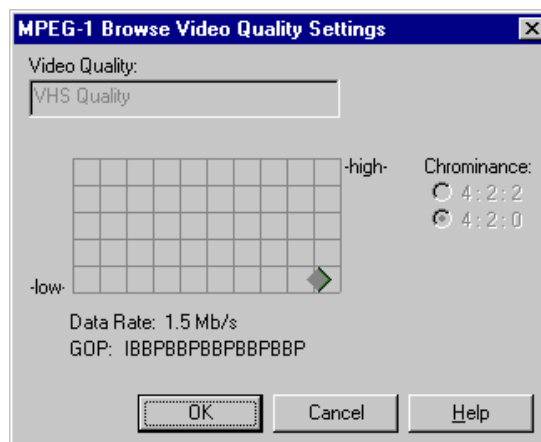 MPEG-1 Browse Video Quality Settings
Video Quality:
VHS Quality
-high-
Chrominance:
4:2:2
4:2:0
-low-
Data Rate: 1.5 Mb/s
GOP: IBBPBBPBBPBBPBBP
OK
Cancel
Help